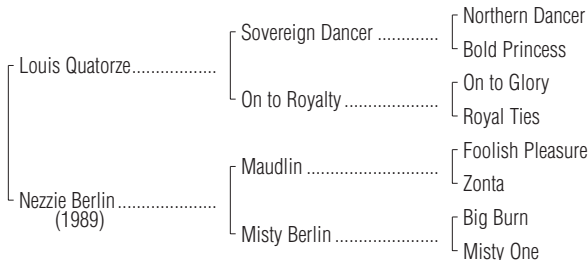 Northern Dancer
Sovereign Dancer .............
Bold Princess
Louis Quatorze..................
On to Glory
On to Royalty ....................
Royal Ties
Foolish Pleasure
Maudlin ............................
Zonta
Nezzie Berlin .....................
(1989)
Big Burn
Misty Berlin ......................
Misty One